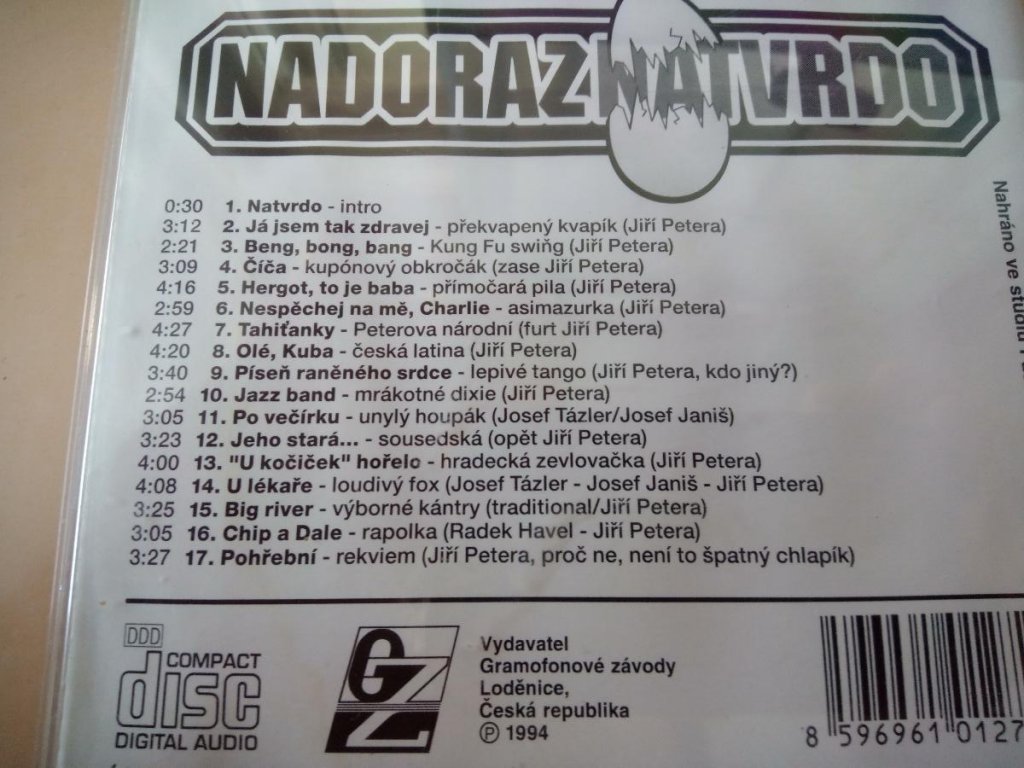 NADORAZ NATVRDO
0:30 1. Natvrdo - intro
3:12 2. Já jsem tak zdravej - překvapený kvapík (Jiří Petera)
2:21 3. Beng, bong, bang - Kung Fu swiňg (Jiří Petera)
3:09 4. Číča - kupónový obkročák (zase Jiří Petera)
4:16 5. Hergot, to je baba - přímočará pila (Jiří Petera)
2:59 6. Nespěchej na mě, Charlie - asimazurka (Jiří Petera)
4:27 7. Tahiťanky - Peterova národní (furt Jiří Petera)
4:20 8. Olé, Kuba - česká latina (Jiří Petera)
3:40 9. Píseň raněného srdce - lepivé tango (Jiří Petera, kdo jiný?)
2:54 10. Jazz band - mrákotné dixie (Jiří Petera)
3:05 11. Po večírku - unylý houpák (Josef Tázler/Josef Janiš)
3:23 12. Jeho stará... - sousedská (opět Jiří Petera)
4:00 13. "U kočiček" hořelo - hradecká zevlovačka (Jiří Petera)
4:08 14. U lékaře - loudivý fox (Josef Tázler - Josef Janiš - Jiří Petera)
3:25 15. Big river - výborné kántry (traditional/Jiří Petera)
3:05 16. Chip a Dale - rapolka (Radek Havel - Jiří Petera)
3:27 17. Pohřební - rekviem (Jiří Petera, proč ne, není to špatný chlapík)
Nahráno ve studiu
DDD
COMPACT
disc
DIGITAL AUDIO
GZ
Vydavatel
Gramofonové závody
Loděnice,
Česká republika
Ⓟ 1994
8 596961 0127